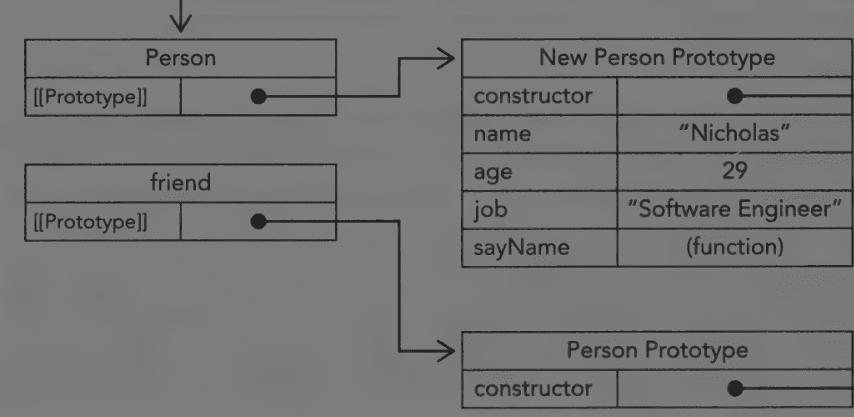 Person
[[Prototype]]
New Person Prototype
constructor
name "Nicholas"
age 29
job "Software Engineer"
sayName (function)
friend
[[Prototype]]
Person Prototype
constructor